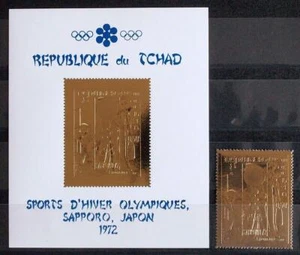 REPUBLIQUE du TCHAD
SPORTS D'HIVER OLYMPIQUES,
SAPPORO, JAPON
1972